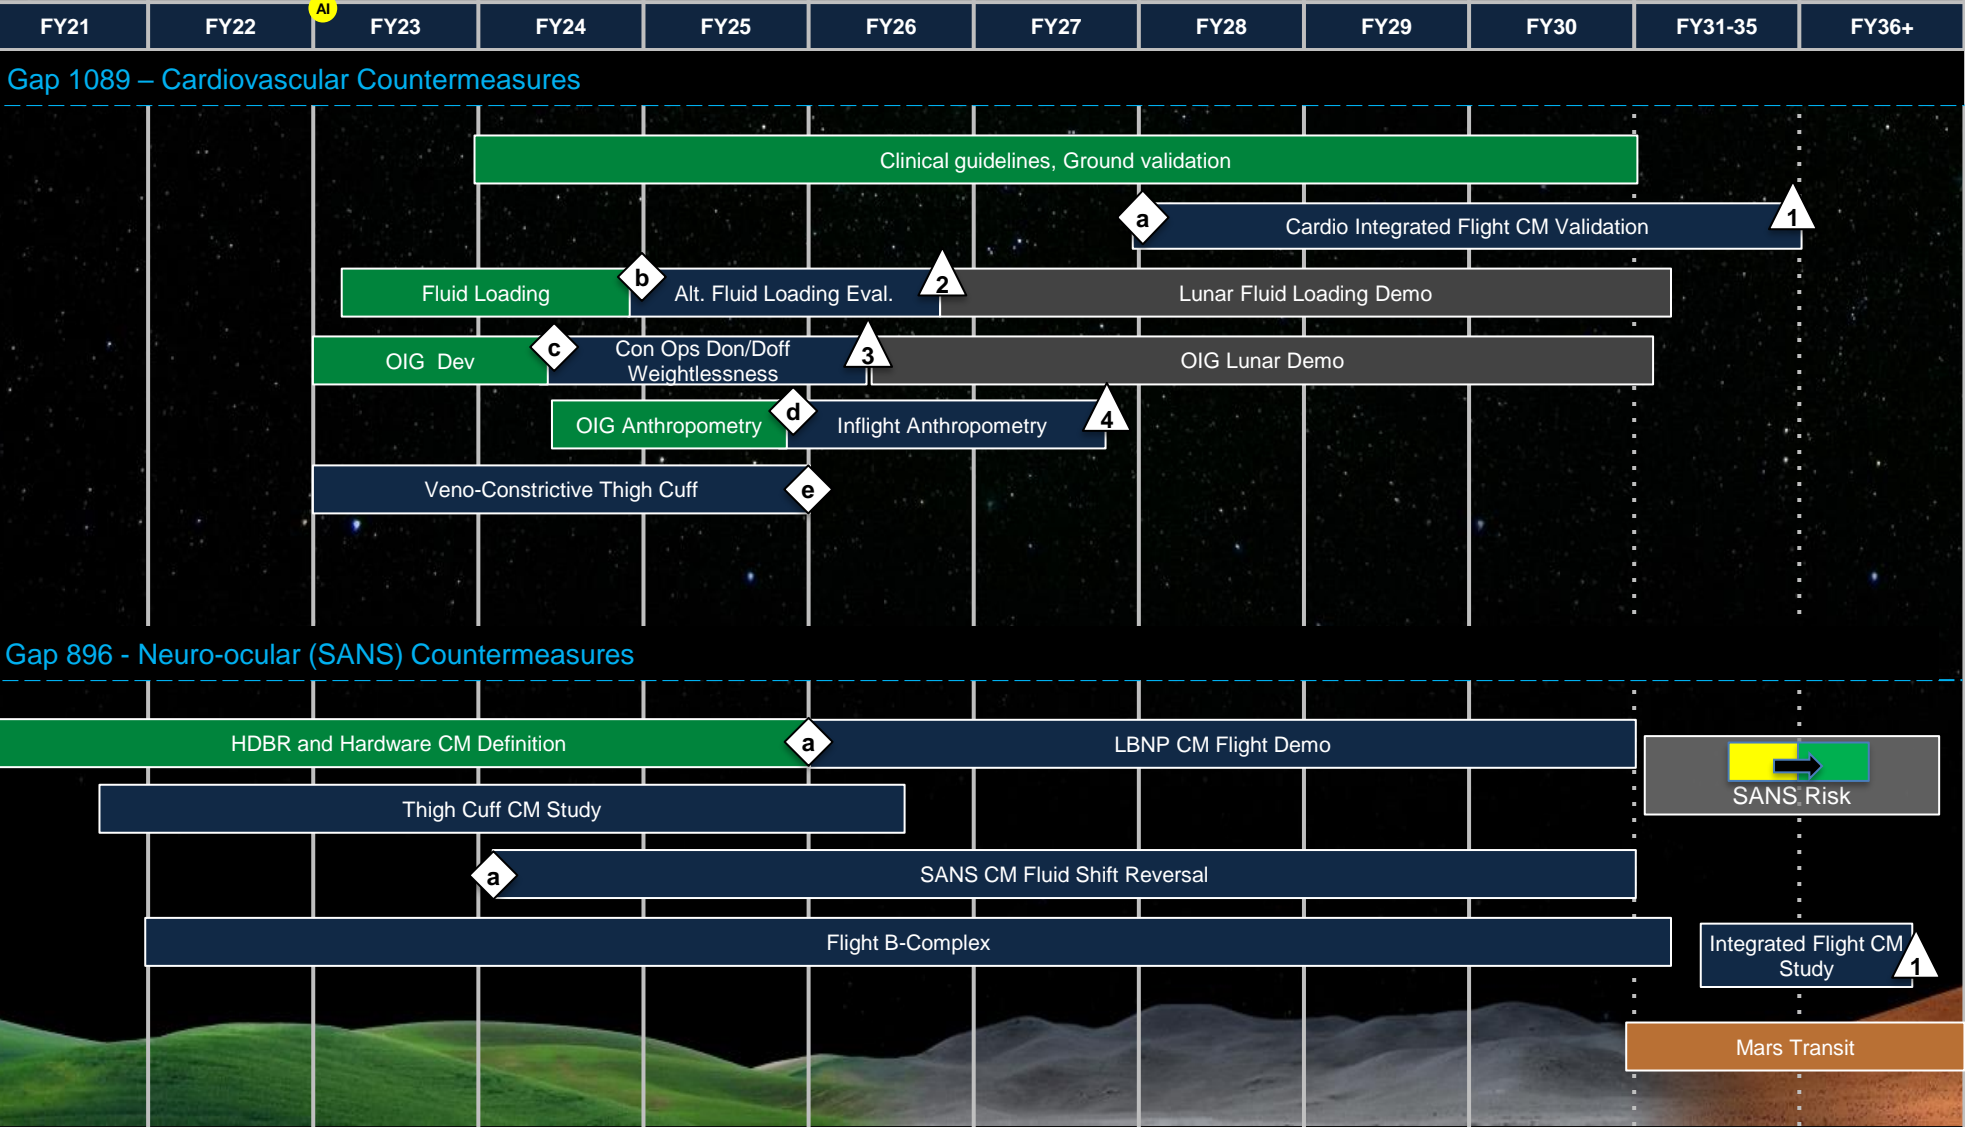 AI
FY21 FY22 FY23 FY24 FY25 FY26 FY27 FY28 FY29 FY30 FY31-35 FY36+
Gap 1089 – Cardiovascular Countermeasures
Clinical guidelines, Ground validation
a Cardio Integrated Flight CM Validation 1
Fluid Loading b Alt. Fluid Loading Eval. 2 Lunar Fluid Loading Demo
OIG Dev c Con Ops Don/Doff
Weightlessness 3 OIG Lunar Demo
OIG Anthropometry d Inflight Anthropometry 4
Veno-Constrictive Thigh Cuff e
Gap 896 - Neuro-ocular (SANS) Countermeasures
HDBR and Hardware CM Definition a LBNP CM Flight Demo
SANS Risk
Thigh Cuff CM Study
a SANS CM Fluid Shift Reversal
Flight B-Complex
Integrated Flight CM
Study 1
Mars Transit